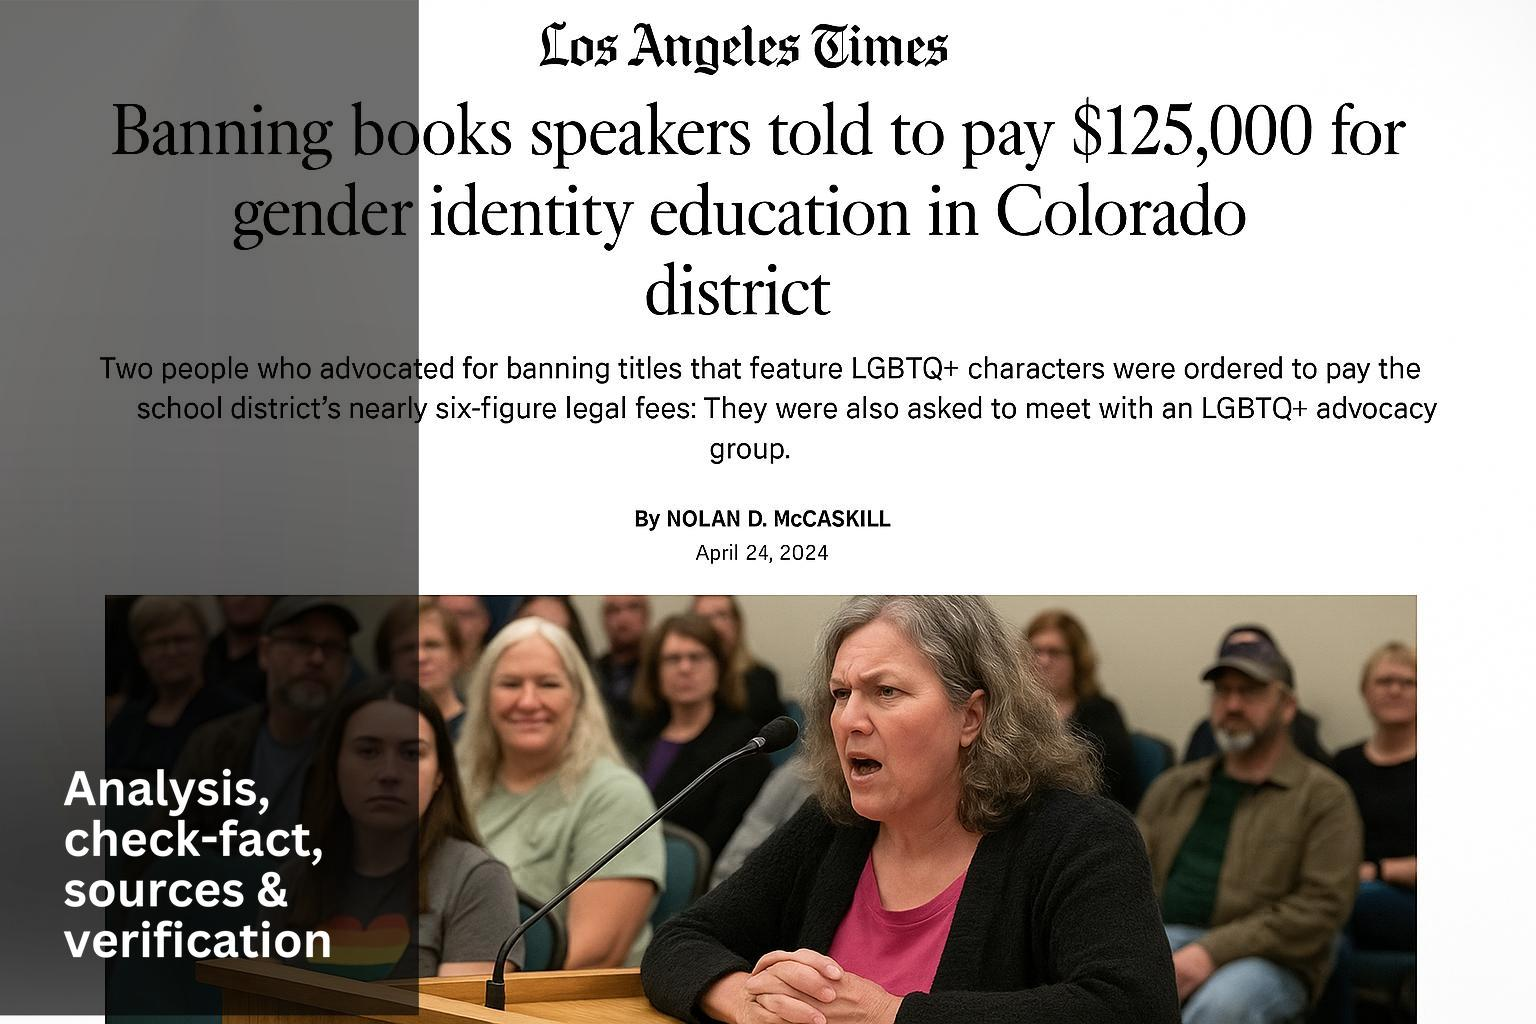 Los Angeles Times
Banning books speakers told to pay $125,000 for
gender identity education in Colorado
district
Two people who advocated for banning titles that feature LGBTQ+ characters were ordered to pay the
school district’s nearly six-figure legal fees: They were also asked to meet with an LGBTQ+ advocacy
group.
By NOLAN D. McCASKILL
April 24, 2024
Analysis,
check-fact,
sources &
verification